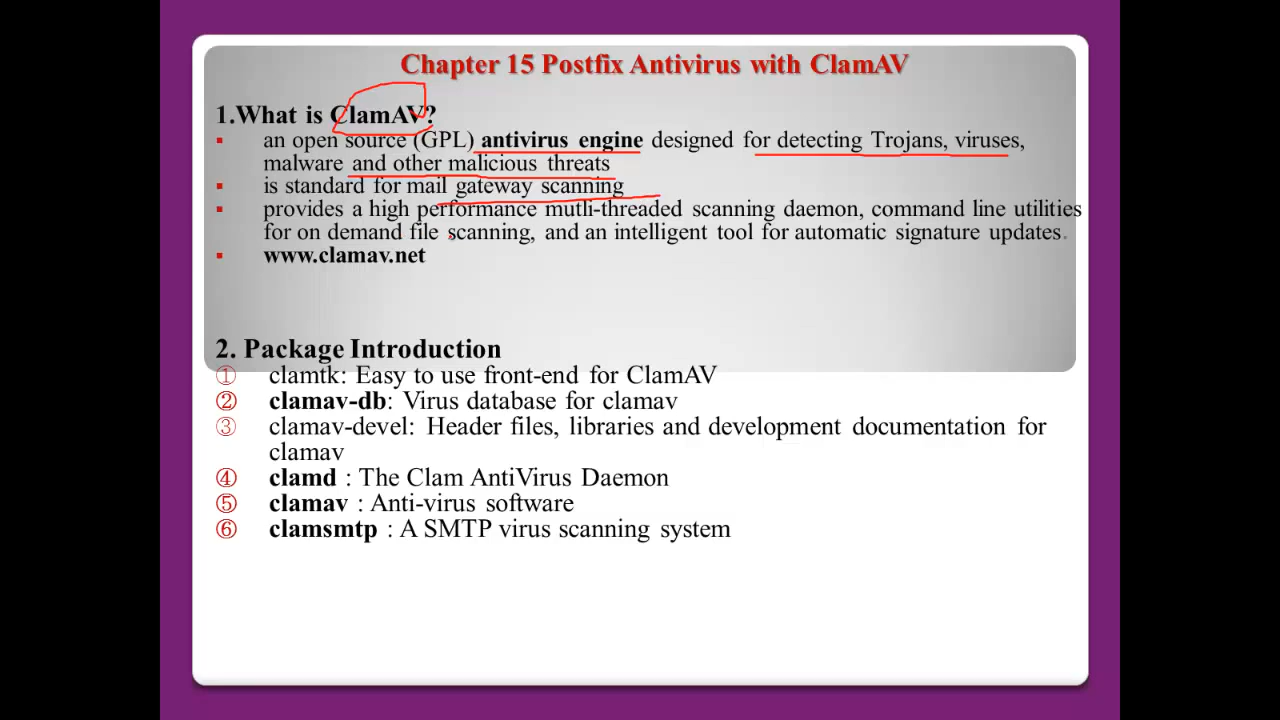 Chapter 15 Postfix Antivirus with ClamAV
1.What is ClamAV?
▪ an open source (GPL) antivirus engine designed for detecting Trojans, viruses,
malware and other malicious threats
▪ is standard for mail gateway scanning
▪ provides a high performance mutli-threaded scanning daemon, command line utilities
for on demand file scanning, and an intelligent tool for automatic signature updates.
▪ www.clamav.net
2. Package Introduction
① clamtk: Easy to use front-end for ClamAV
② clamav-db: Virus database for clamav
③ clamav-devel: Header files, libraries and development documentation for
clamav
④ clamd : The Clam AntiVirus Daemon
⑤ clamav : Anti-virus software
⑥ clamsmtp : A SMTP virus scanning system